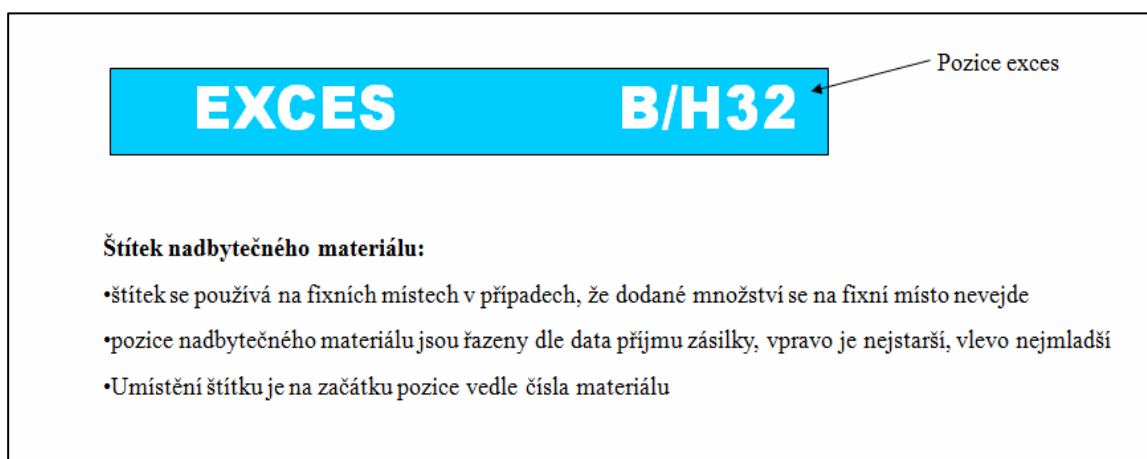 Pozice exces
EXCES B/H32
Štítek nadbytečného materiálu:
•štítek se používá na fixních místech v případech, že dodané množství se na fixní místo nevejde
•pozice nadbytečného materiálu jsou řazeny dle data příjmu zásilky, vpravo je nejstarší, vlevo nejmladší
•Umístění štítku je na začátku pozice vedle čísla materiálu